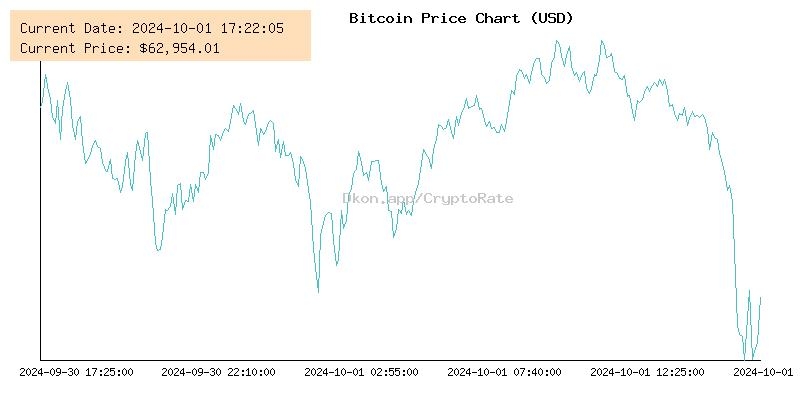 Bitcoin Price Chart (USD)
Current Date: 2024-10-01 17:22:05
Current Price: $62,954.01
Dkon.app/CryptoRate
2024-09-30 17:25:00 2024-09-30 22:10:00 2024-10-01 02:55:00 2024-10-01 07:40:00 2024-10-01 12:25:00 2024-10-01